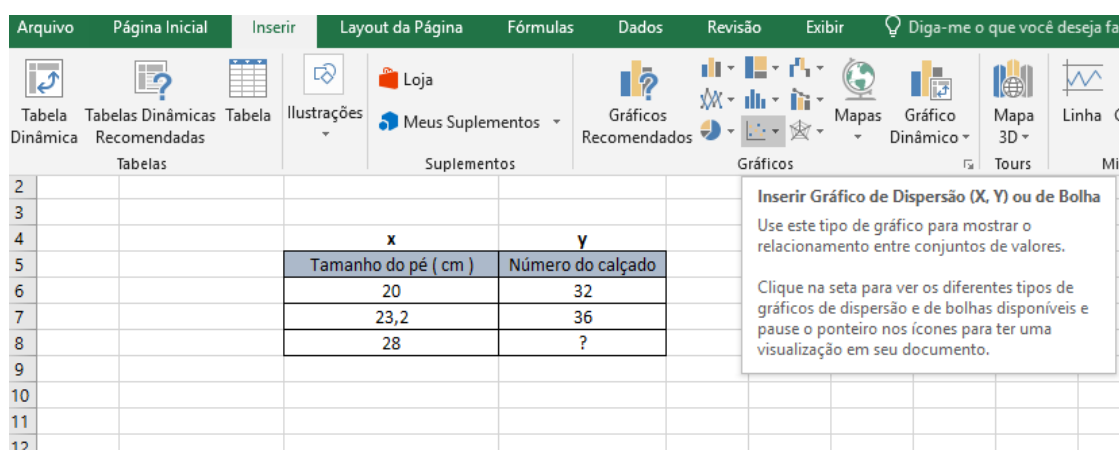 Arquivo Página Inicial Inserir Layout da Página Fórmulas Dados Revisão Exibir Diga-me o que você deseja fa
Tabela Dinâmica
Tabelas Dinâmicas Recomendadas
Tabela
Ilustrações
Loja
Meus Suplementos
Gráficos Recomendados
Mapas
Gráfico Dinâmico
Mapa 3D
Linha
Tabelas Suplementos Gráficos Tours Mi
Inserir Gráfico de Dispersão (X, Y) ou de Bolha
Use este tipo de gráfico para mostrar o
relacionamento entre conjuntos de valores.
Clique na seta para ver os diferentes tipos de
gráficos de dispersão e de bolhas disponíveis e
pause o ponteiro nos ícones para ter uma
visualização em seu documento.
2
3
4 x y
5 Tamanho do pé ( cm ) Número do calçado
6 20 32
7 23,2 36
8 28 ?
9
10
11
12